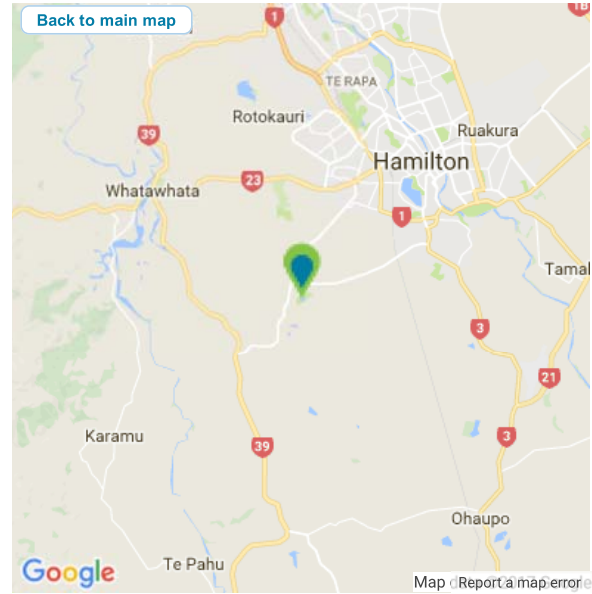 Back to main map
1B
1
TE RAPA
Rotokauri
39
Ruakura
Hamilton
23
Whatawhata
1
Tamah
3
21
39
3
Karamu
Ohaupo
Te Pahu
Google
Map Report a map error